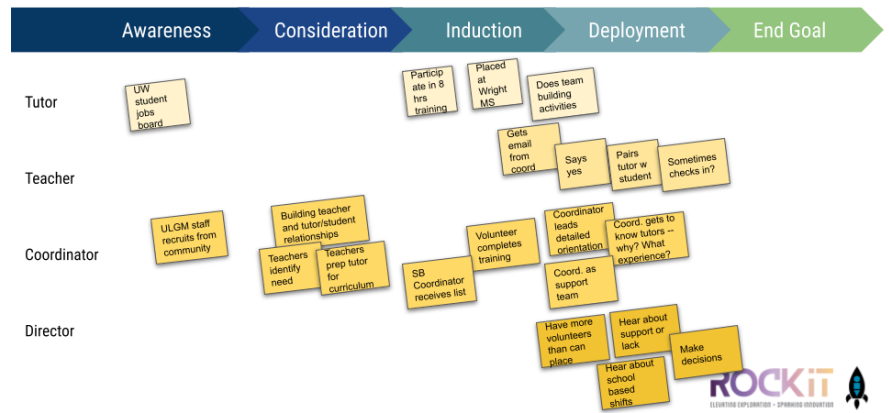 Awareness
Consideration
Induction
Deployment
End Goal
Tutor
UW
student
jobs
board
Particip
ate in 8
hrs
training
Placed
at
Wright
MS
Does team
building
activities
Teacher
Gets
email
from
coord
Says
yes
Pairs
tutor w
student
Sometimes
checks in?
Coordinator
ULGM staff
recruits from
community
Building teacher
and tutor/student
relationships
Teachers
identify
need
Teachers
prep tutor
for
curriculum
SB
Coordinator
receives list
Volunteer
completes
training
Coordinator
leads
detailed
orientation
Coord. gets to
know tutors --
why? What
experience?
Coord. as
support
team
Director
Have more
volunteers
than can
place
Hear about
support or
lack
Hear about
school
based
shifts
Make
decisions
ROCKiT
ELEVATING EXPLORATION – SPARKING INNOVATION